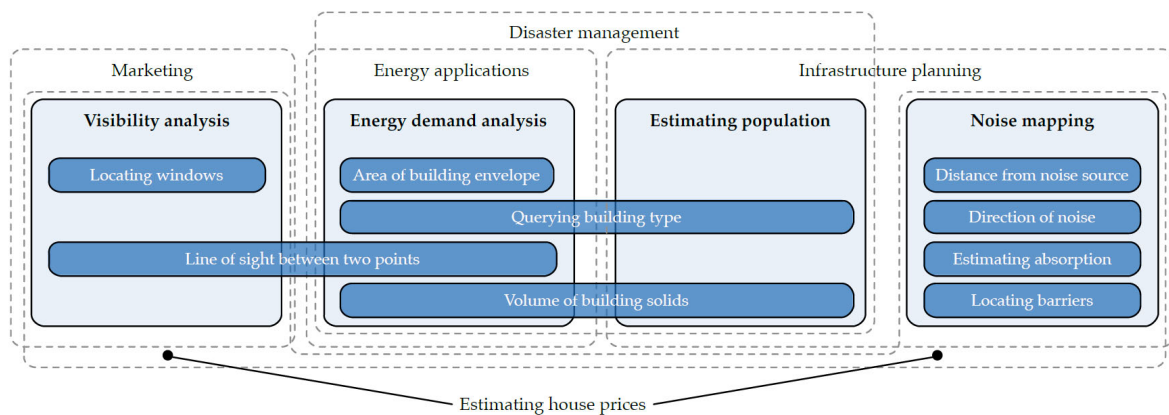 Disaster management
Marketing
Energy applications
Infrastructure planning
Visibility analysis
Energy demand analysis
Estimating population
Noise mapping
Locating windows
Area of building envelope
Distance from noise source
Querying building type
Direction of noise
Line of sight between two points
Estimating absorption
Volume of building solids
Locating barriers
Estimating house prices